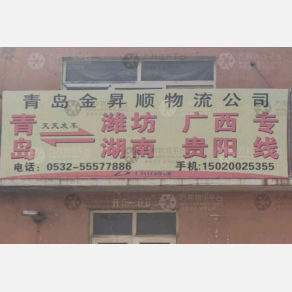 青岛金昇顺物流公司
青岛 天天发车 潍坊 广西 专
湖南 贵阳 线
电话：0532-55577886 手机:15020025355